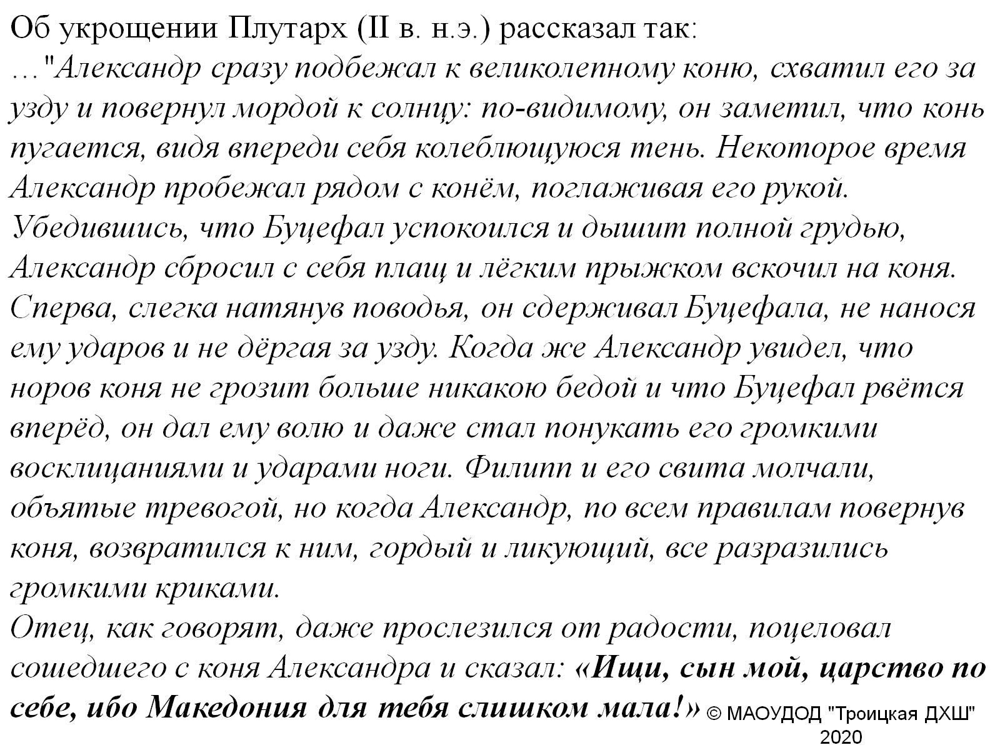 Об укрощении Плутарх (II в. н.э.) рассказал так:
…"Александр сразу подбежал к великолепному коню, схватил его за
узду и повернул мордой к солнцу: по-видимому, он заметил, что конь
пугается, видя впереди себя колеблющуюся тень. Некоторое время
Александр пробежал рядом с конём, поглаживая его рукой.
Убедившись, что Буцефал успокоился и дышит полной грудью,
Александр сбросил с себя плащ и лёгким прыжком вскочил на коня.
Сперва, слегка натянув поводья, он сдерживал Буцефала, не нанося
ему ударов и не дёргая за узду. Когда же Александр увидел, что
норов коня не грозит больше никакою бедой и что Буцефал рвётся
вперёд, он дал ему волю и даже стал понукать его громкими
восклицаниями и ударами ноги. Филипп и его свита молчали,
объятые тревогой, но когда Александр, по всем правилам повернув
коня, возвратился к ним, гордый и ликующий, все разразились
громкими криками.
Отец, как говорят, даже прослезился от радости, поцеловал
сошедшего с коня Александра и сказал: «Ищи, сын мой, царство по
себе, ибо Македония для тебя слишком мала!»
© МАОУДОД "Троицкая ДХШ"
2020